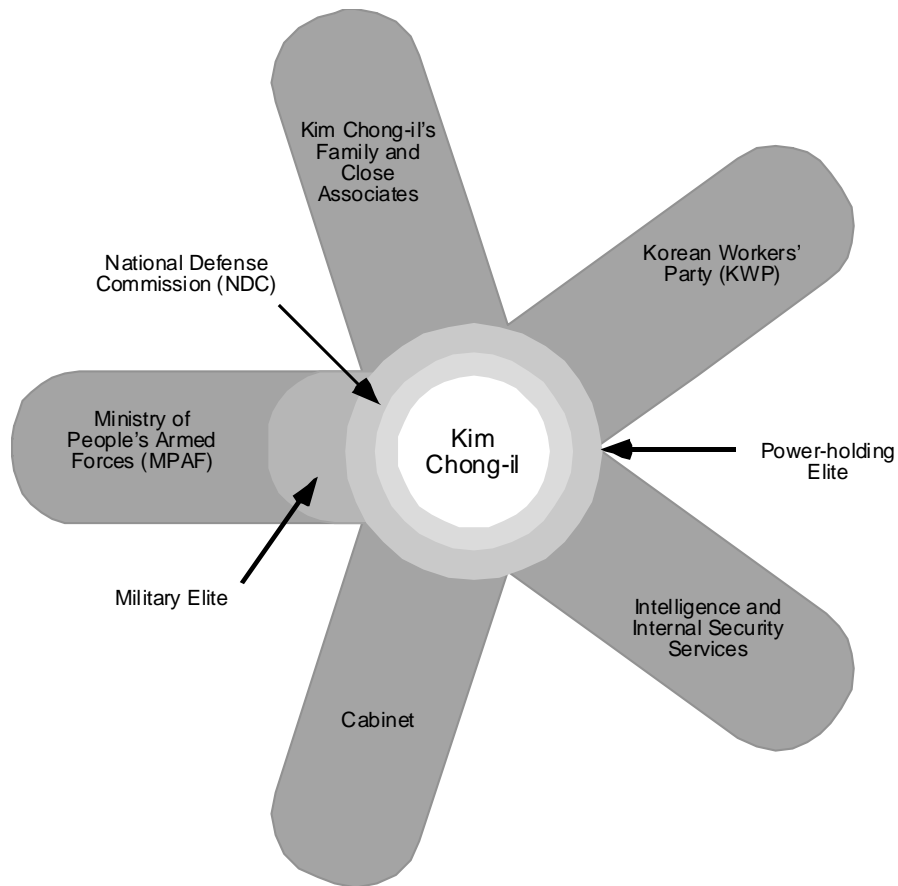 Kim Chong-il's
Family and
Close
Associates
Korean Workers'
Party (KWP)
National Defense
Commission (NDC)
Ministry of
People's Armed
Forces (MPAF)
Kim
Chong-il
Power-holding
Elite
Military Elite
Intelligence and
Internal Security
Services
Cabinet